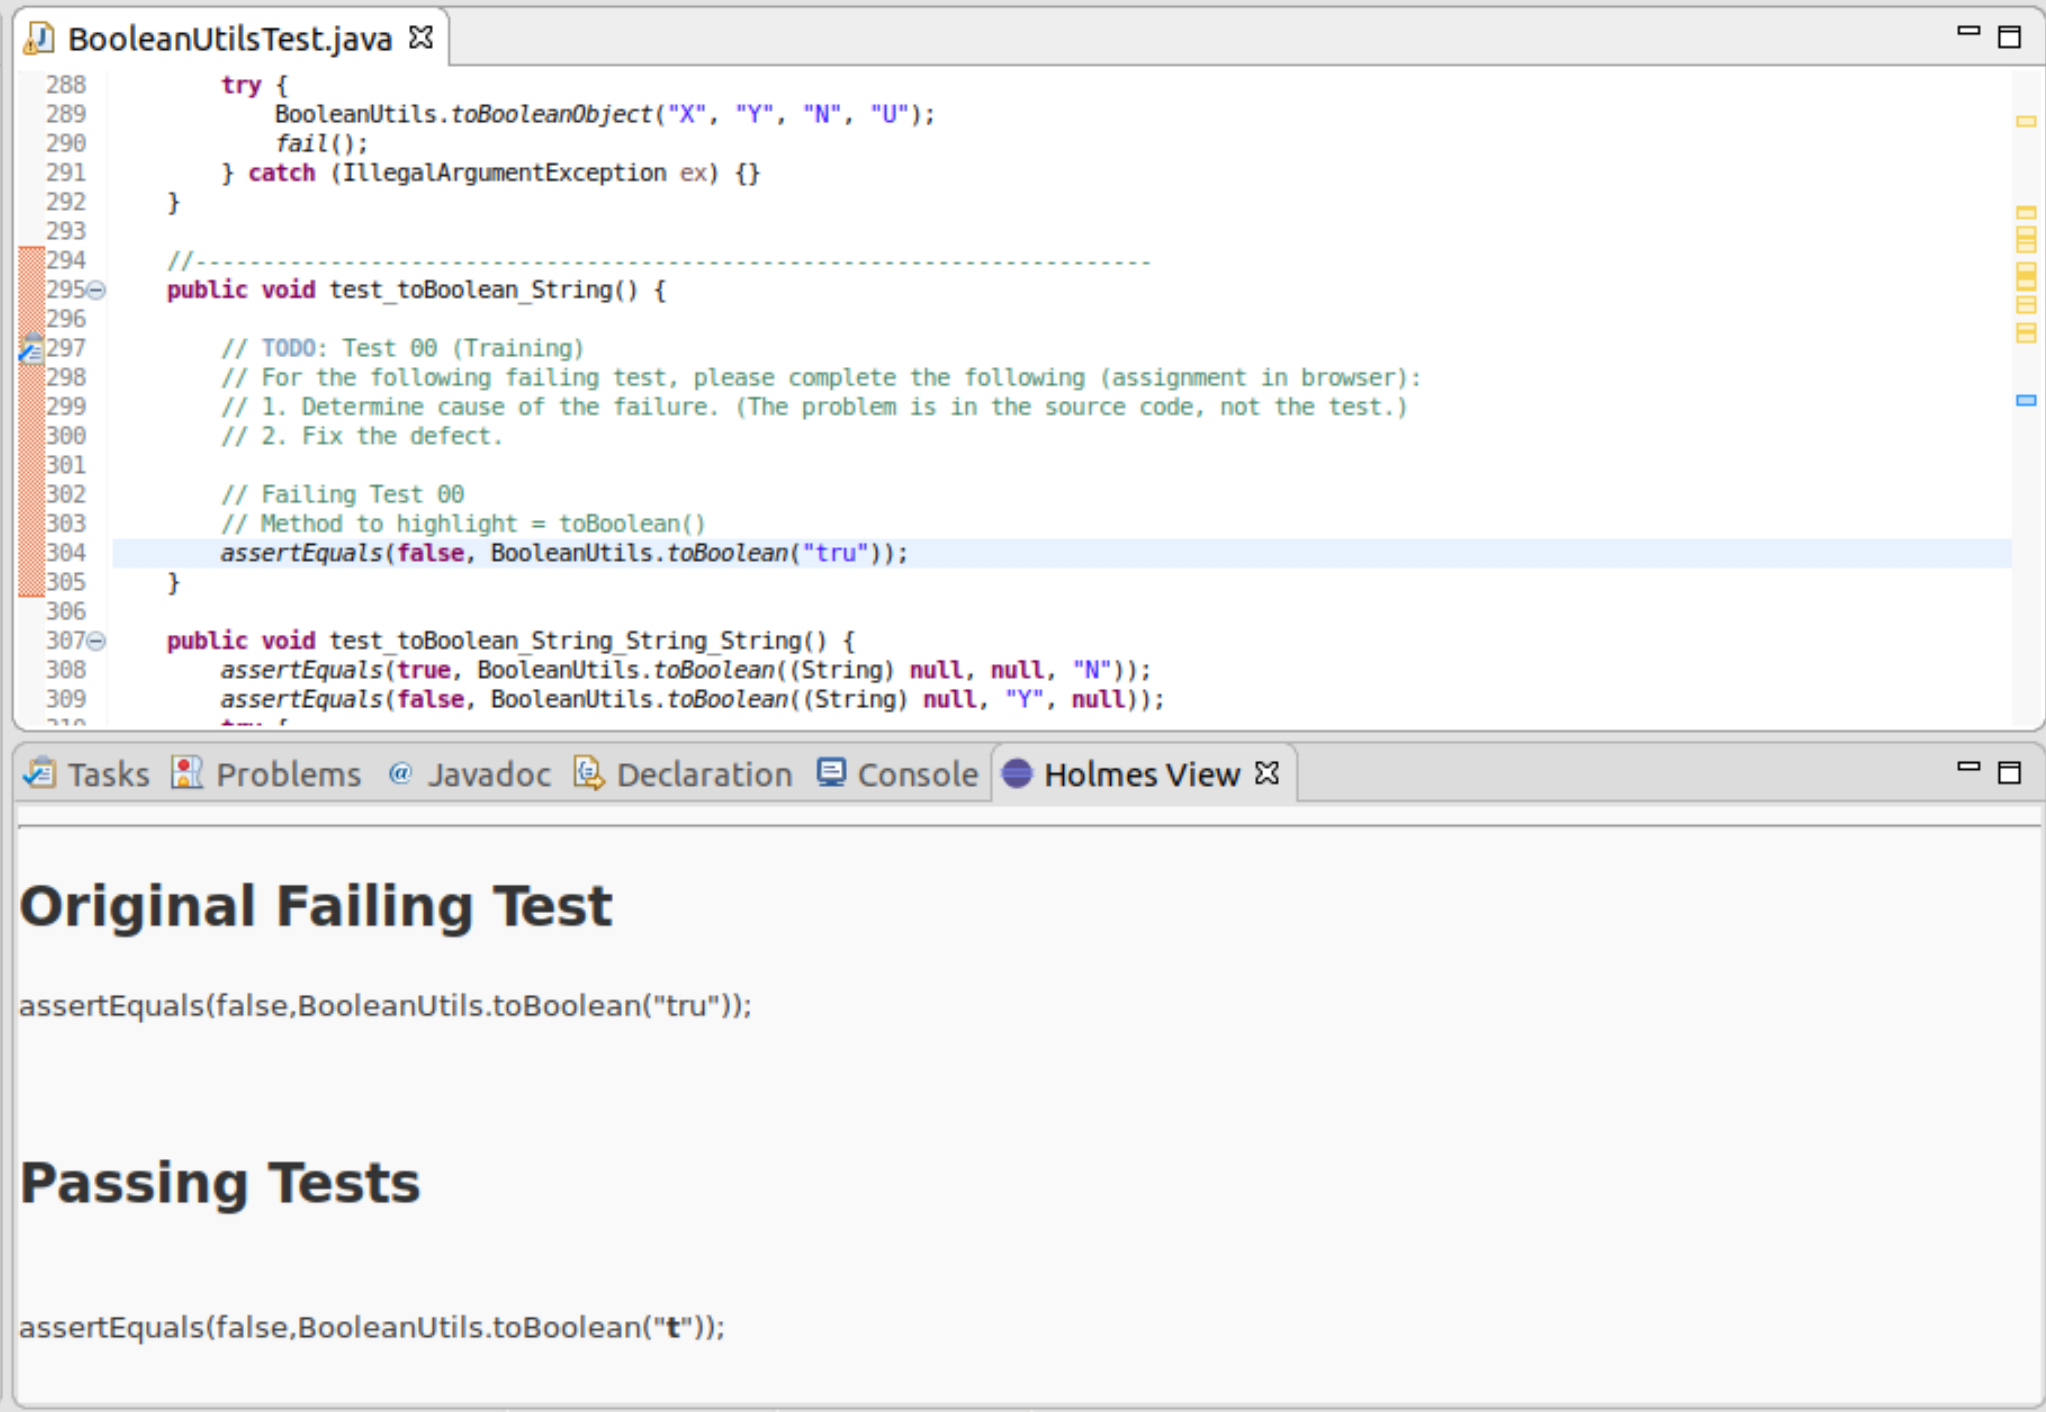 BooleanUtilsTest.java
288 try {
289 BooleanUtils.toBooleanObject("X", "Y", "N", "U");
290 fail();
291 } catch (IllegalArgumentException ex) {}
292 }
293
294 //-----------------------------------------------------------------------
295 public void test_toBoolean_String() {
296
297 // TODO: Test 00 (Training)
298 // For the following failing test, please complete the following (assignment in browser):
299 // 1. Determine cause of the failure. (The problem is in the source code, not the test.)
300 // 2. Fix the defect.
301
302 // Failing Test 00
303 // Method to highlight = toBoolean()
304 assertEquals(false, BooleanUtils.toBoolean("tru"));
305 }
306
307 public void test_toBoolean_String_String_String() {
308 assertEquals(true, BooleanUtils.toBoolean((String) null, null, "N"));
309 assertEquals(false, BooleanUtils.toBoolean((String) null, "Y", null));
310 try {
Tasks Problems @ Javadoc Declaration Console Holmes View
Original Failing Test
assertEquals(false,BooleanUtils.toBoolean("tru"));
Passing Tests
assertEquals(false,BooleanUtils.toBoolean("t"));